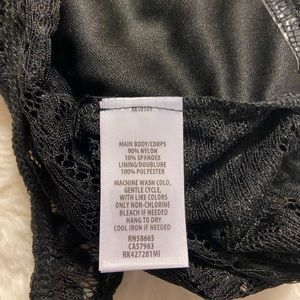 MAIN BODY/CORPS
90% NYLON
10% SPANDEX
LINING/DOUBLURE
100% POLYESTER
MACHINE WASH COLD,
GENTLE CYCLE,
WITH LIKE COLORS
ONLY NON-CHLORINE
BLEACH IF NEEDED
HANG TO DRY
COOL IRON IF NEEDED
RN58665
CA57963
RK427281MI